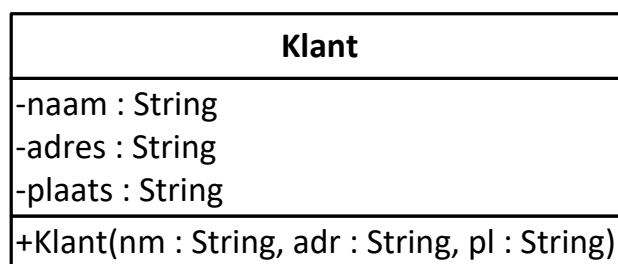 Klant
-naam : String
-adres : String
-plaats : String
+Klant(nm : String, adr : String, pl : String)